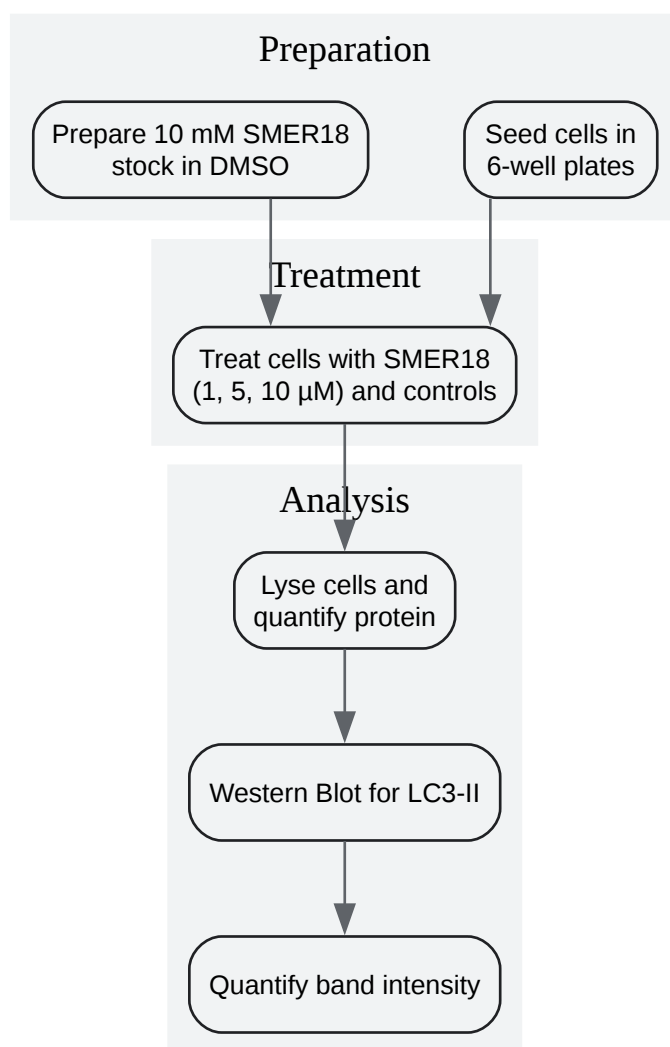 Preparation
Prepare 10 mM SMER18
stock in DMSO
Seed cells in
6-well plates
Treatment
Treat cells with SMER18
(1, 5, 10 µM) and controls
Analysis
Lyse cells and
quantify protein
Western Blot for LC3-II
Quantify band intensity